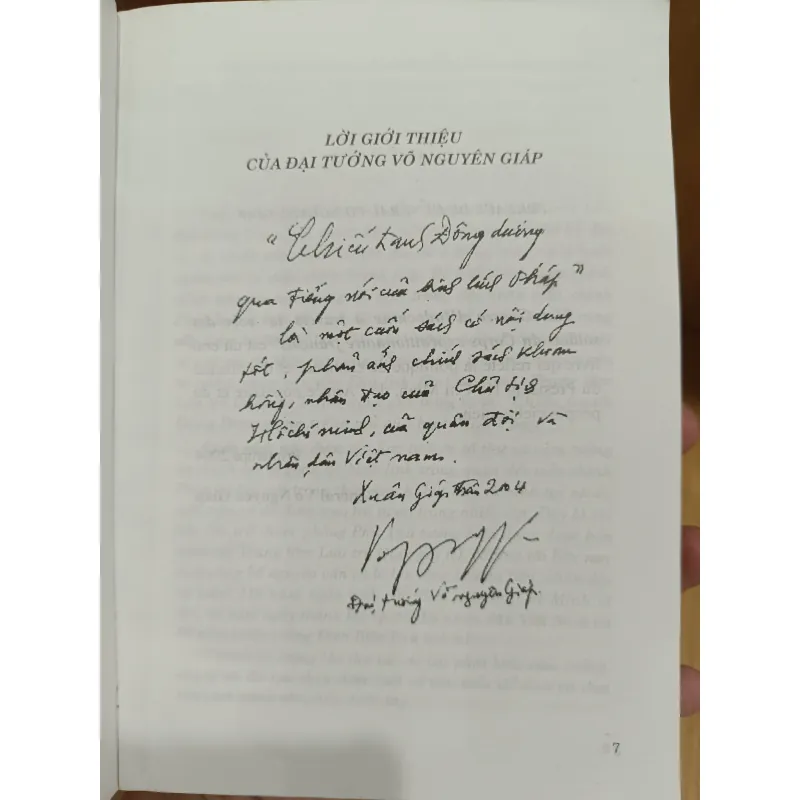 LỜI GIỚI THIỆU
CỦA ĐẠI TƯỚNG VÕ NGUYÊN GIÁP
"Chiến tranh Đông dương
qua tiếng nói của binh lính Pháp"
là một cuốn sách có nội dung
tốt, phản ánh chính sách khoan
hồng, nhân đạo của Chủ tịch
Hồ chí minh, của quân đội và
nhân dân Việt nam.
Xuân Giáp Thân 2004
Đại tướng Võ nguyên Giáp.
7